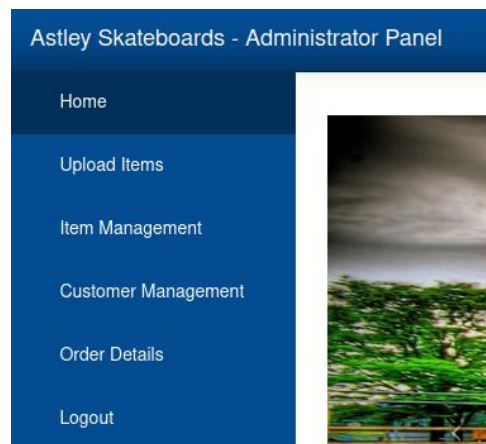 Astley Skateboards - Administrator Panel
Home
Upload Items
Item Management
Customer Management
Order Details
Logout